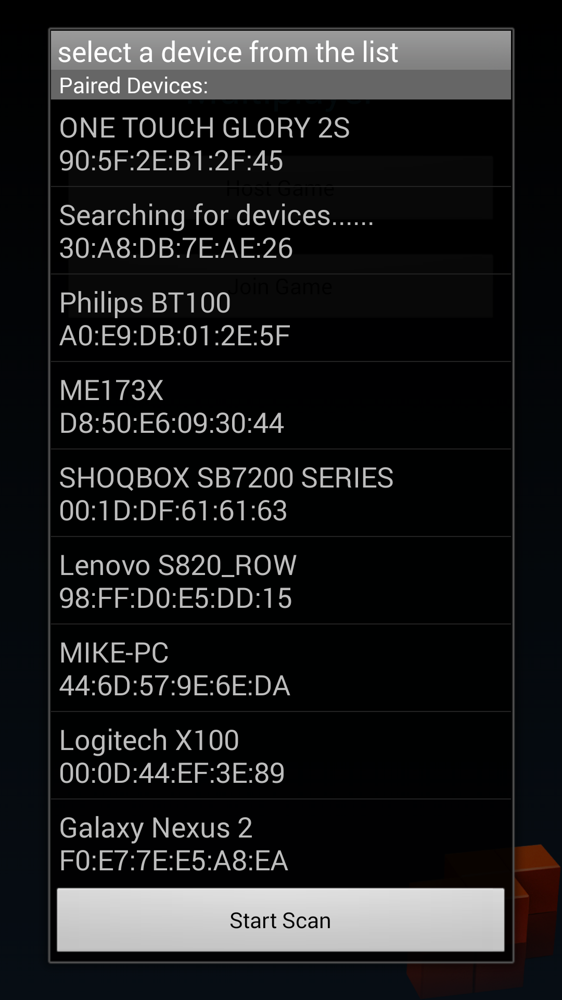 select a device from the list
Paired Devices:
Multiplayer
ONE TOUCH GLORY 2S
90:5F:2E:B1:2F:45
Host Game
Searching for devices......
30:A8:DB:7E:AE:26
Join Game
Philips BT100
A0:E9:DB:01:2E:5F
ME173X
D8:50:E6:09:30:44
SHOQBOX SB7200 SERIES
00:1D:DF:61:61:63
Lenovo S820_ROW
98:FF:D0:E5:DD:15
MIKE-PC
44:6D:57:9E:6E:DA
Logitech X100
00:0D:44:EF:3E:89
Galaxy Nexus 2
F0:E7:7E:E5:A8:EA
Start Scan